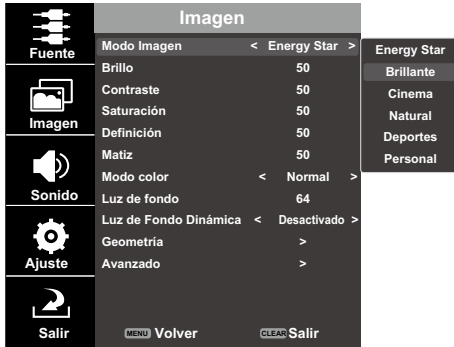 Imagen
Fuente
Imagen
Sonido
Ajuste
Salir
Modo Imagen < Energy Star >
Brillo 50
Contraste 50
Saturación 50
Definición 50
Matiz 50
Modo color < Normal >
Luz de fondo 64
Luz de Fondo Dinámica < Desactivado >
Geometría >
Avanzado >
MENU Volver CLEAR Salir
Energy Star
Brillante
Cinema
Natural
Deportes
Personal